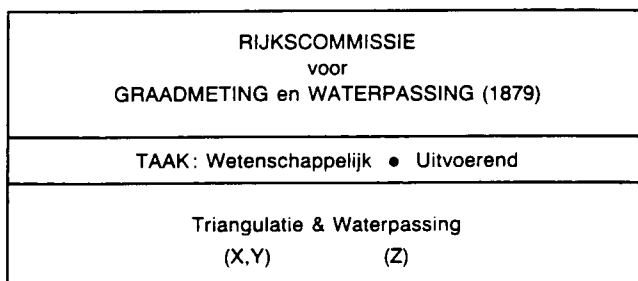 RIJKSCOMMISSIE
voor
GRAADMETING en WATERPASSING (1879)
TAAK: Wetenschappelijk ● Uitvoerend
Triangulatie & Waterpassing
(X,Y) (Z)